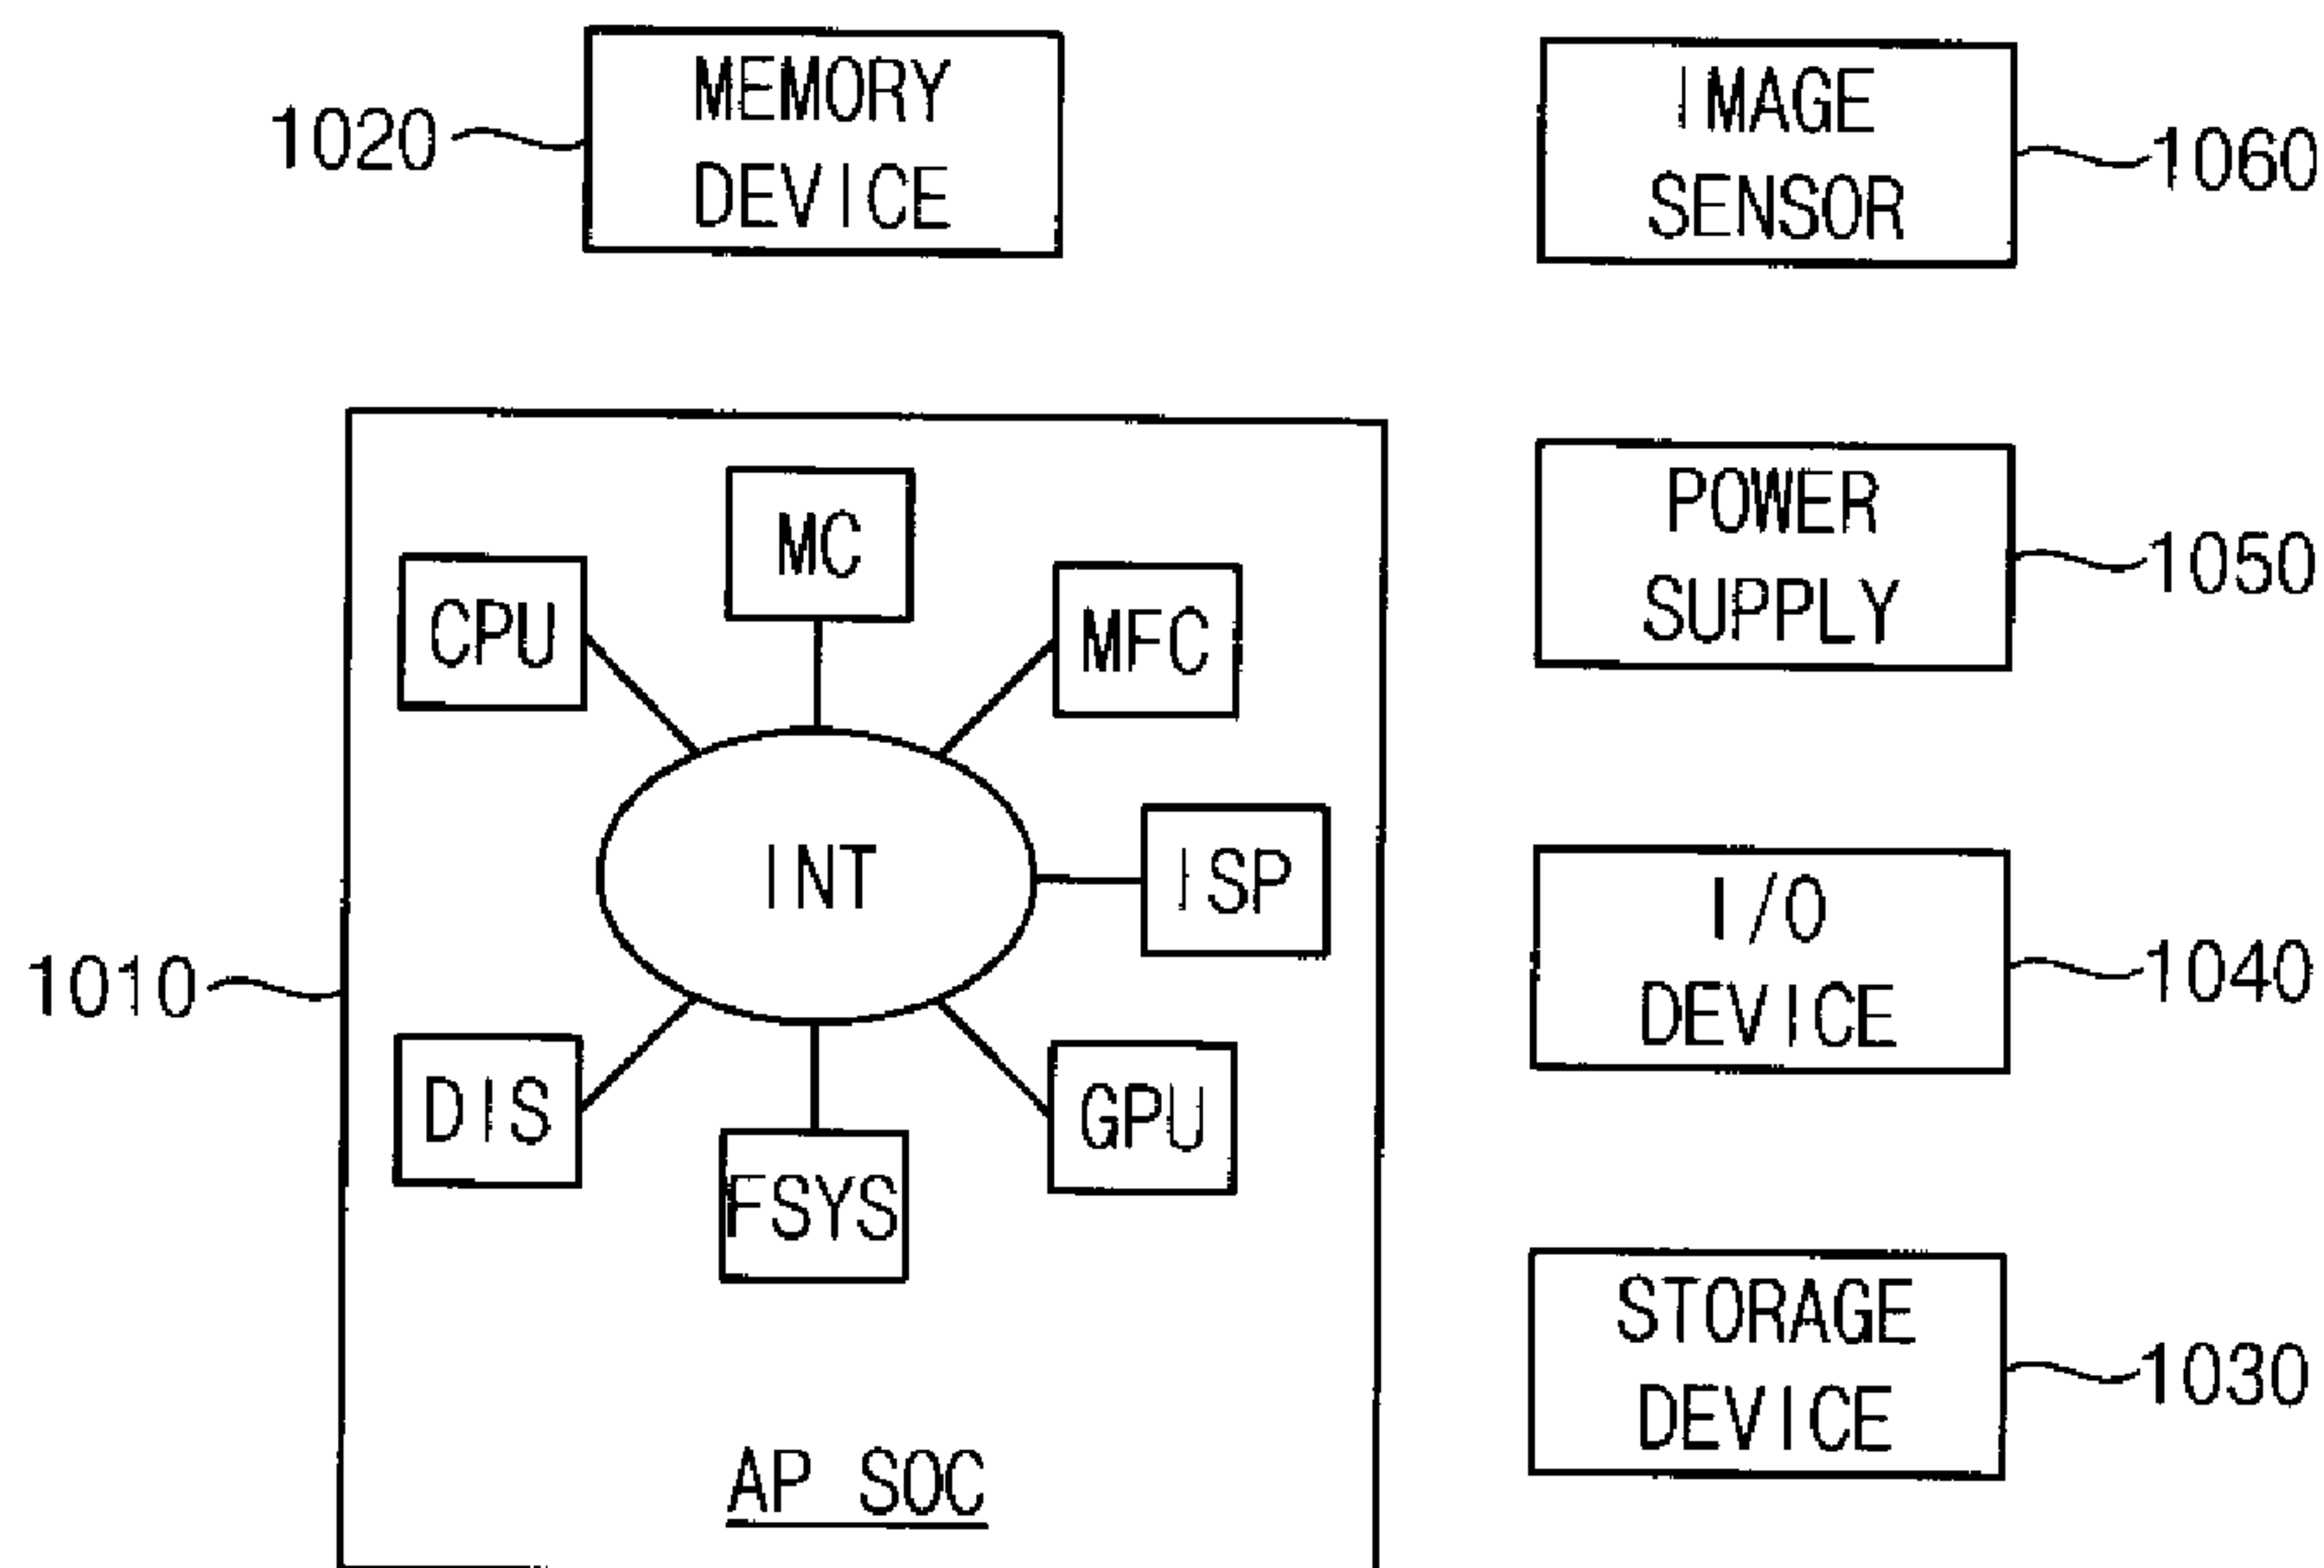 MEMORY
DEVICE
1020
IMAGE
SENSOR
1060
MC
CPU
MFC
INT
ISP
DIS
GPU
FSYS
AP SOC
1010
POWER
SUPPLY
1050
I/O
DEVICE
1040
STORAGE
DEVICE
1030